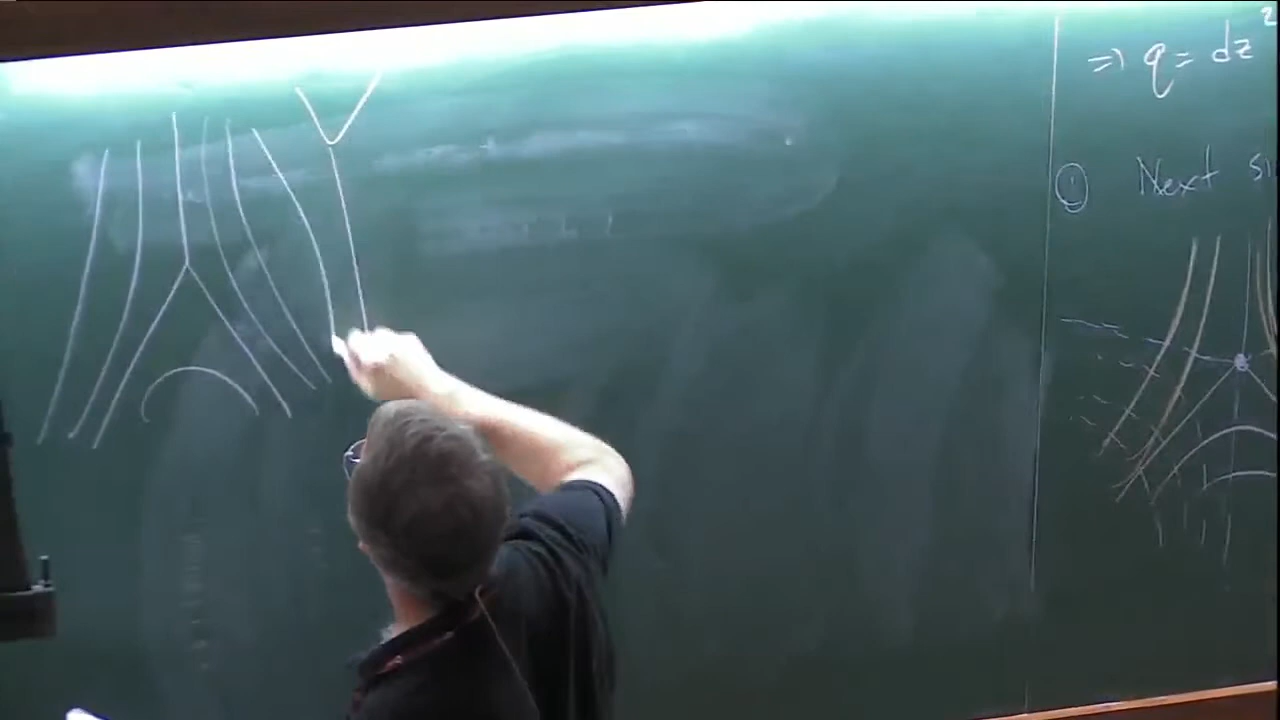 ⇒ q = dz²
① Next